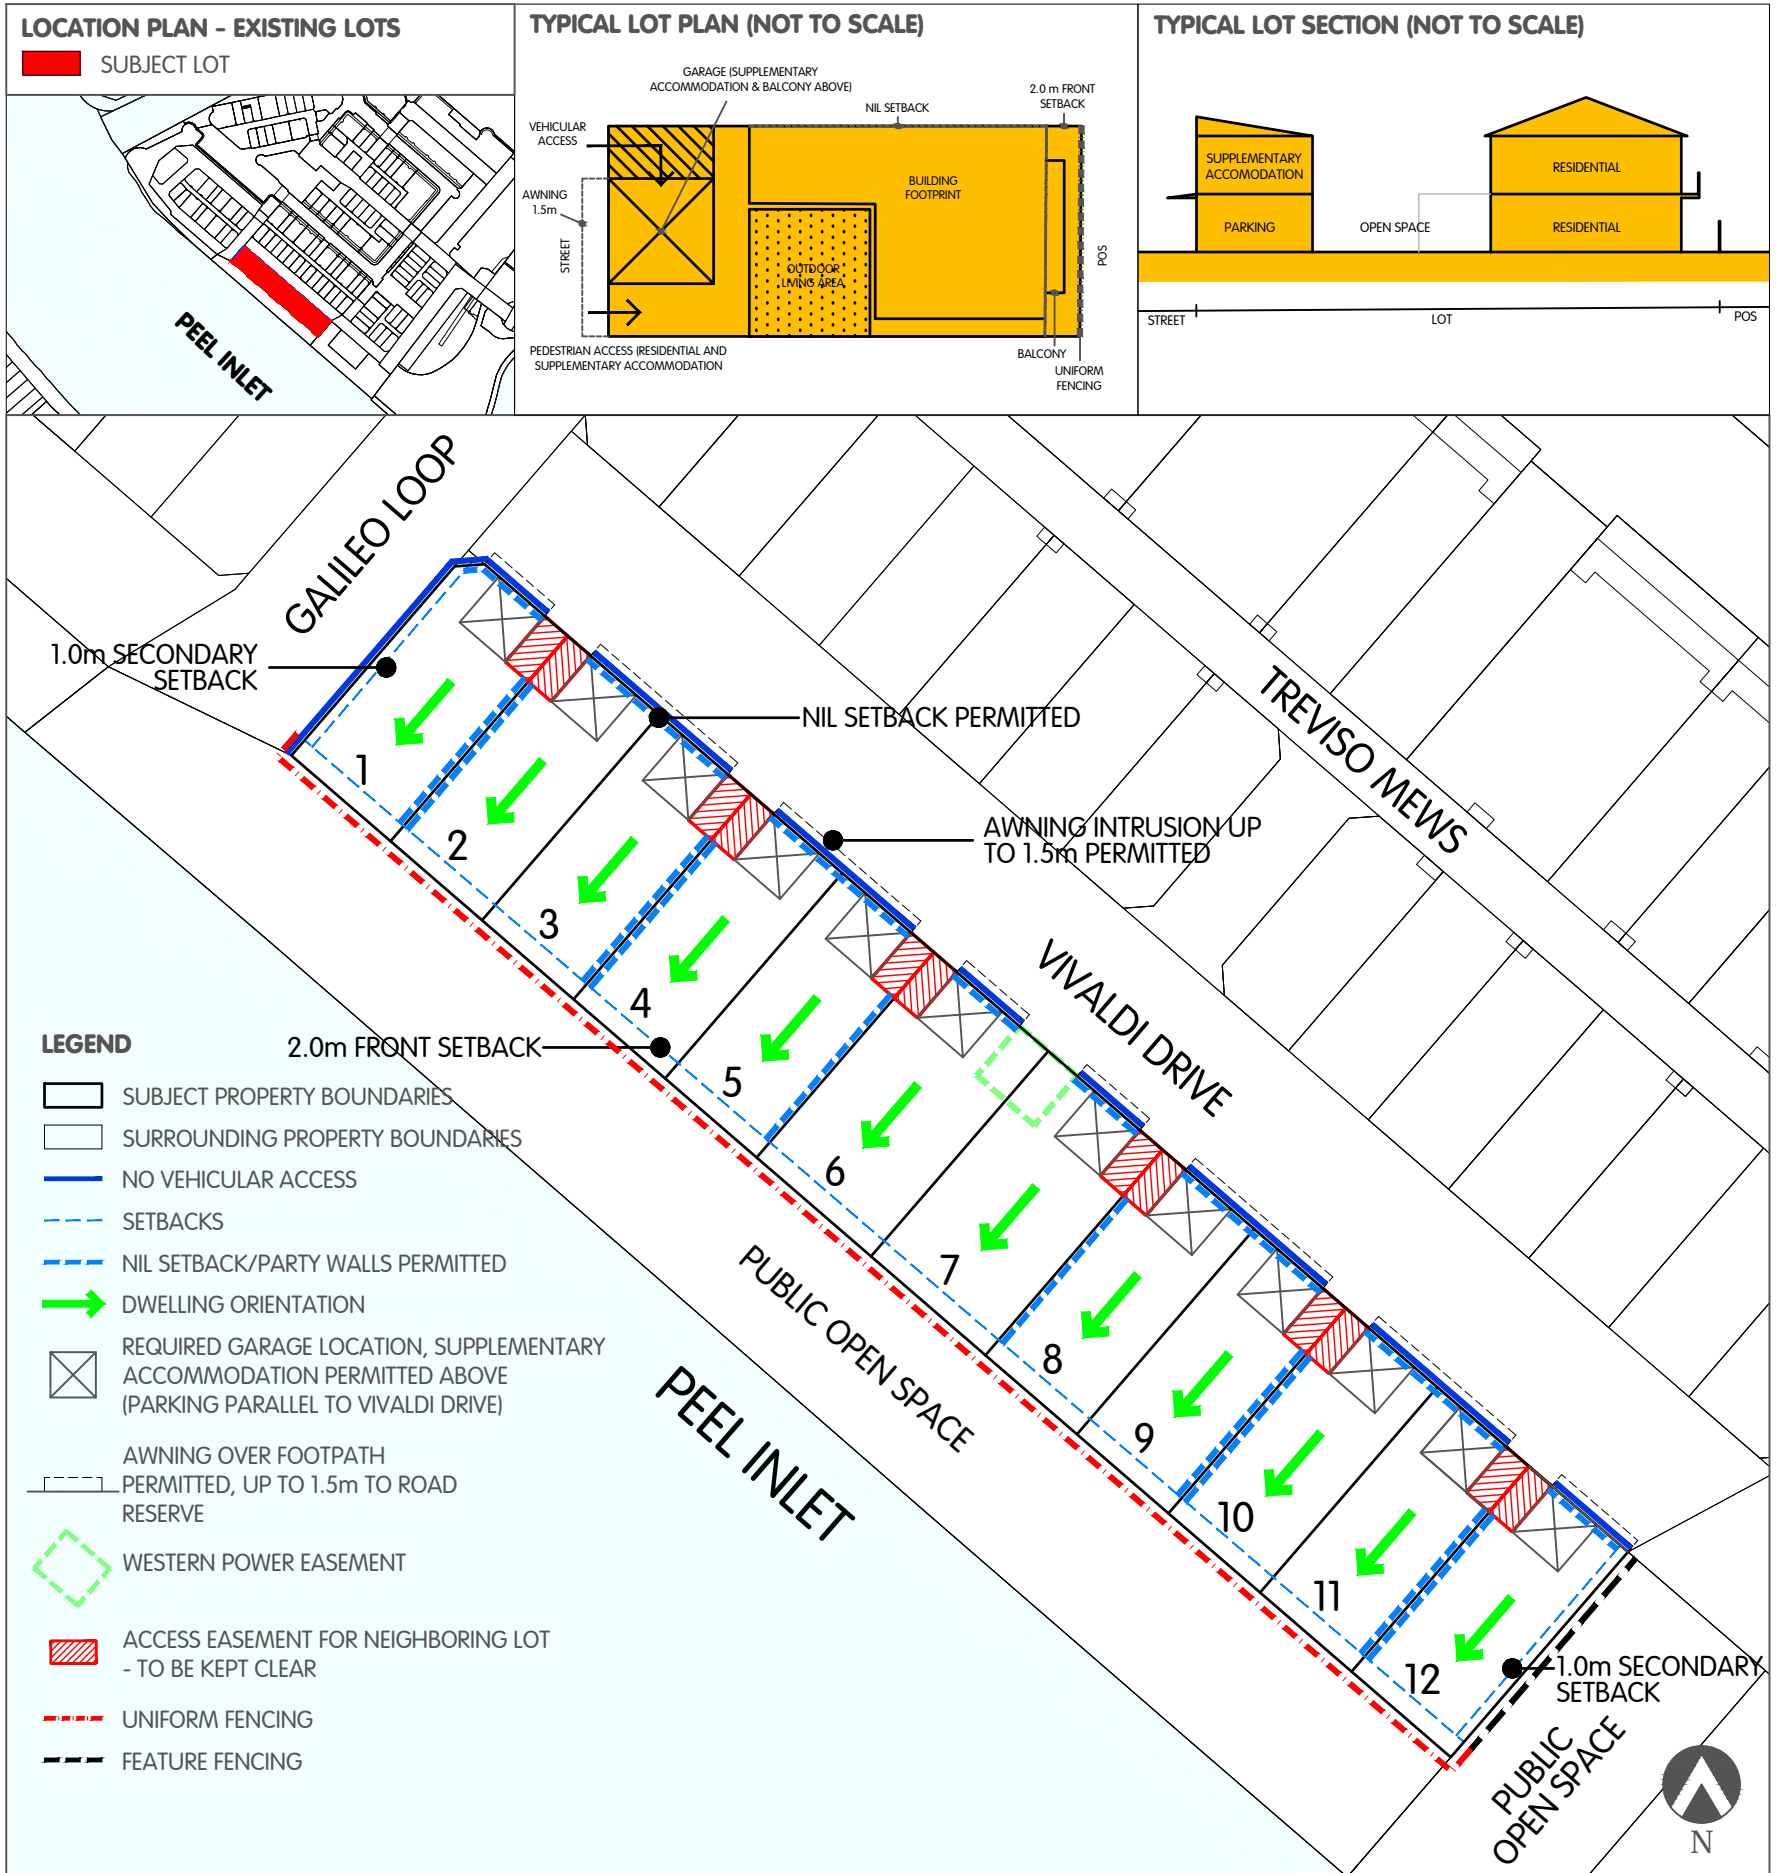 LOCATION PLAN - EXISTING LOTS
SUBJECT LOT
PEEL INLET
TYPICAL LOT PLAN (NOT TO SCALE)
GARAGE (SUPPLEMENTARY
ACCOMMODATION & BALCONY ABOVE)
NIL SETBACK
2.0 m FRONT
SETBACK
VEHICULAR
ACCESS
AWNING
1.5m
STREET
BUILDING
FOOTPRINT
OUTDOOR
LIVING AREA
POS
PEDESTRIAN ACCESS (RESIDENTIAL AND
SUPPLEMENTARY ACCOMMODATION
BALCONY
UNIFORM
FENCING
TYPICAL LOT SECTION (NOT TO SCALE)
SUPPLEMENTARY
ACCOMODATION
RESIDENTIAL
PARKING
OPEN SPACE
RESIDENTIAL
STREET
LOT
POS
GALILEO LOOP
1.0m SECONDARY
SETBACK
NIL SETBACK PERMITTED
AWNING INTRUSION UP
TO 1.5m PERMITTED
TREVISO MEWS
VIVALDI DRIVE
1
2
3
4
5
6
7
8
9
10
11
12
2.0m FRONT SETBACK
PUBLIC OPEN SPACE
PEEL INLET
1.0m SECONDARY
SETBACK
PUBLIC
OPEN SPACE
N
LEGEND
SUBJECT PROPERTY BOUNDARIES
SURROUNDING PROPERTY BOUNDARIES
NO VEHICULAR ACCESS
SETBACKS
NIL SETBACK/PARTY WALLS PERMITTED
DWELLING ORIENTATION
REQUIRED GARAGE LOCATION, SUPPLEMENTARY
ACCOMMODATION PERMITTED ABOVE
(PARKING PARALLEL TO VIVALDI DRIVE)
AWNING OVER FOOTPATH
PERMITTED, UP TO 1.5m TO ROAD
RESERVE
WESTERN POWER EASEMENT
ACCESS EASEMENT FOR NEIGHBORING LOT
- TO BE KEPT CLEAR
UNIFORM FENCING
FEATURE FENCING